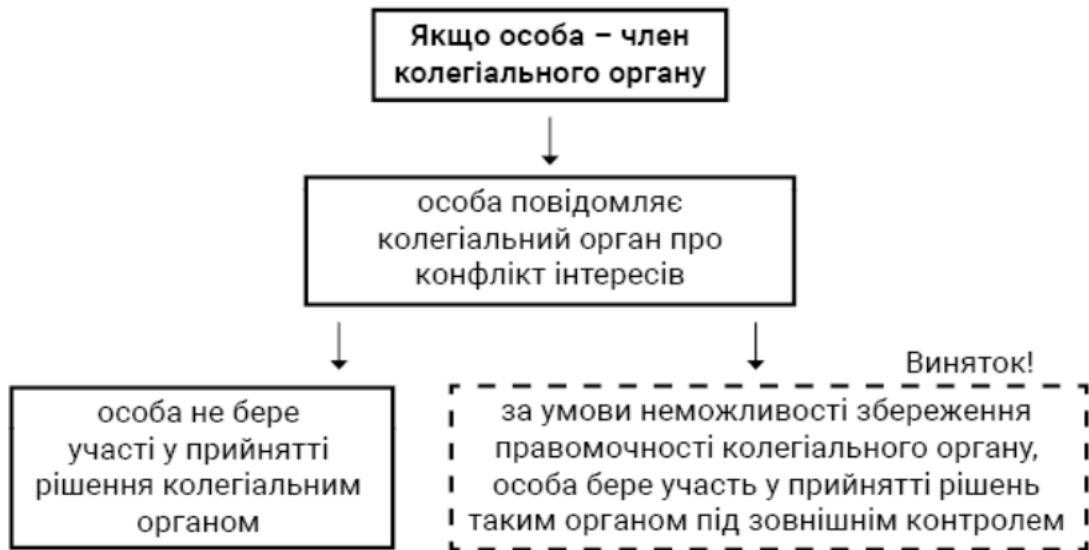 Якщо особа – член
колегіального органу
особа повідомляє
колегіальний орган про
конфлікт інтересів
особа не бере
участі у прийнятті
рішення колегіальним
органом
Виняток!
за умови неможливості збереження
правомочності колегіального органу,
особа бере участь у прийнятті рішень
таким органом під зовнішнім контролем